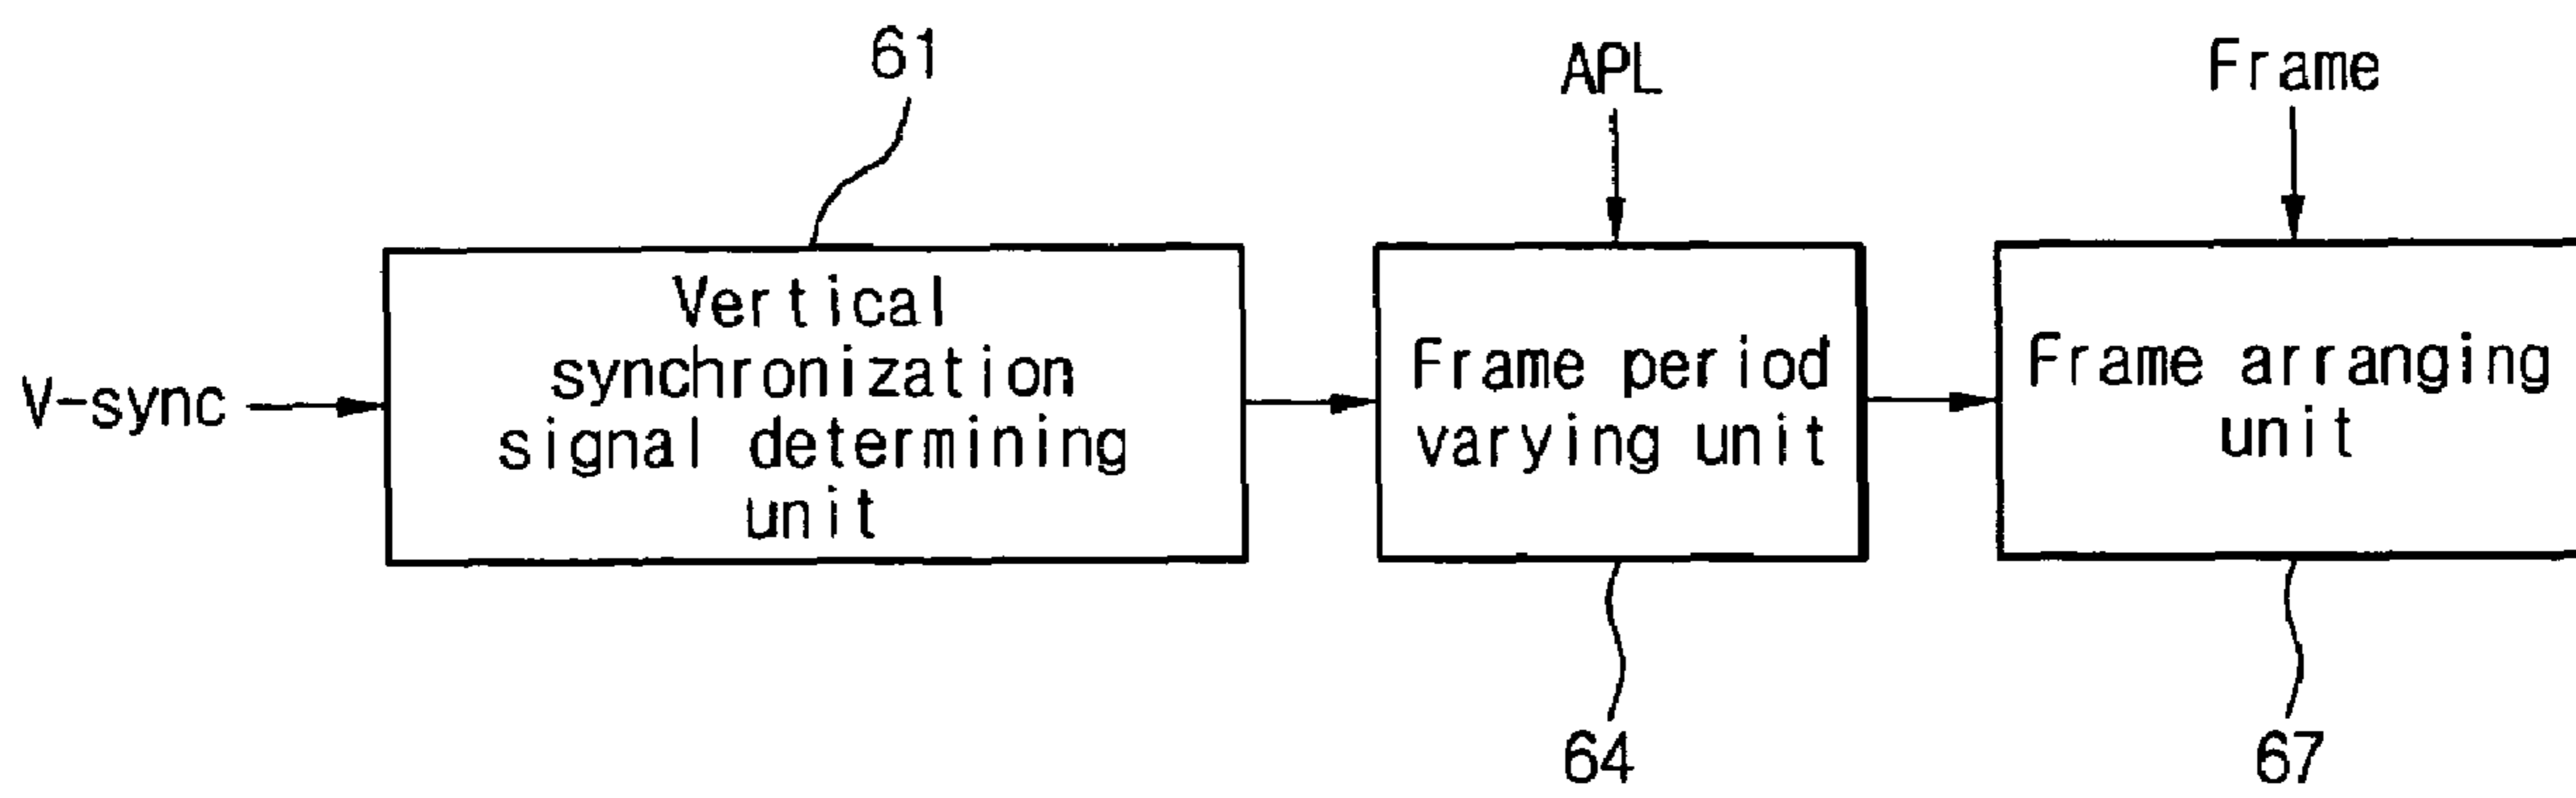 61
APL
Frame
V-sync
Vertical
synchronization
signal determining
unit
Frame period
varying unit
Frame arranging
unit
64
67